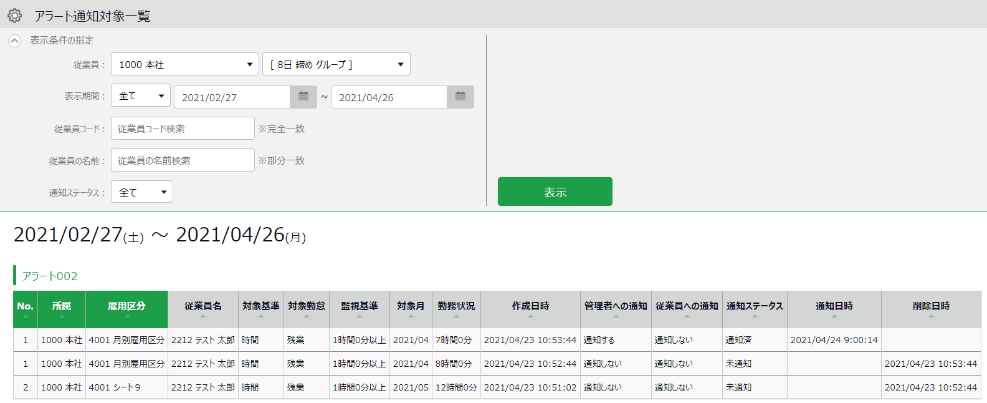 アラート通知対象一覧
表示条件の指定
従業員： 1000 本社 [ 8日 締め グループ ]
表示期間： 全て 2021/02/27 ~ 2021/04/26
従業員コード： 従業員コード検索 ※完全一致
従業員の名前： 従業員の名前検索 ※部分一致
通知ステータス： 全て
表示
2021/02/27(土) ～ 2021/04/26(月)
アラート002
No. 所属 雇用区分 従業員名 対象基準 対象勤怠 監視基準 対象月 勤務状況 作成日時 管理者への通知 従業員への通知 通知ステータス 通知日時 削除日時
1 1000 本社 4001 月別雇用区分 2212 テスト 太郎 時間 残業 1時間0分以上 2021/04 7時間0分 2021/04/23 10:53:44 通知する 通知しない 通知済 2021/04/24 9:00:14
1 1000 本社 4001 月別雇用区分 2212 テスト 太郎 時間 残業 1時間0分以上 2021/04 8時間0分 2021/04/23 10:52:44 通知しない 通知しない 未通知 2021/04/23 10:53:44
2 1000 本社 4001 シート9 2212 テスト 太郎 時間 残業 1時間0分以上 2021/05 12時間0分 2021/04/23 10:51:02 通知しない 通知しない 未通知 2021/04/23 10:52:44